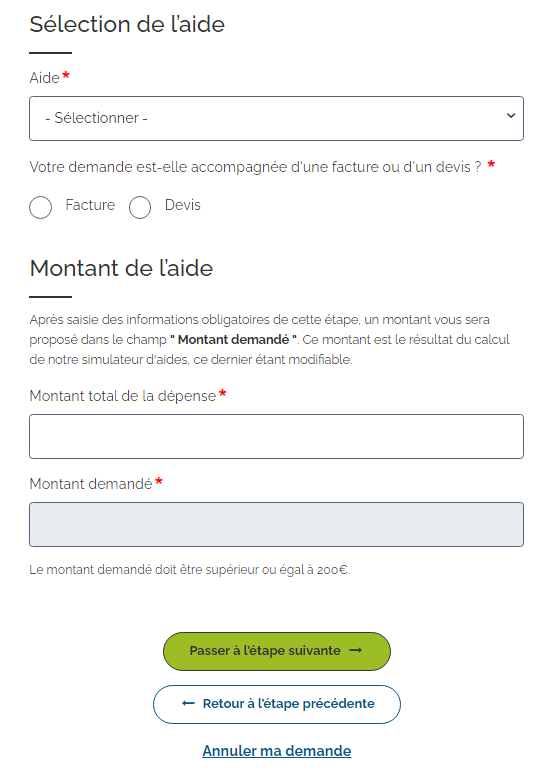 Sélection de l'aide
Aide *
- Sélectionner -
Votre demande est-elle accompagnée d'une facture ou d'un devis ? *
Facture Devis
Montant de l'aide
Après saisie des informations obligatoires de cette étape, un montant vous sera
proposé dans le champ " Montant demandé ". Ce montant est le résultat du calcul
de notre simulateur d'aides, ce dernier étant modifiable.
Montant total de la dépense *
Montant demandé *
Le montant demandé doit être supérieur ou égal à 200€.
Passer à l'étape suivante →
← Retour à l'étape précédente
Annuler ma demande